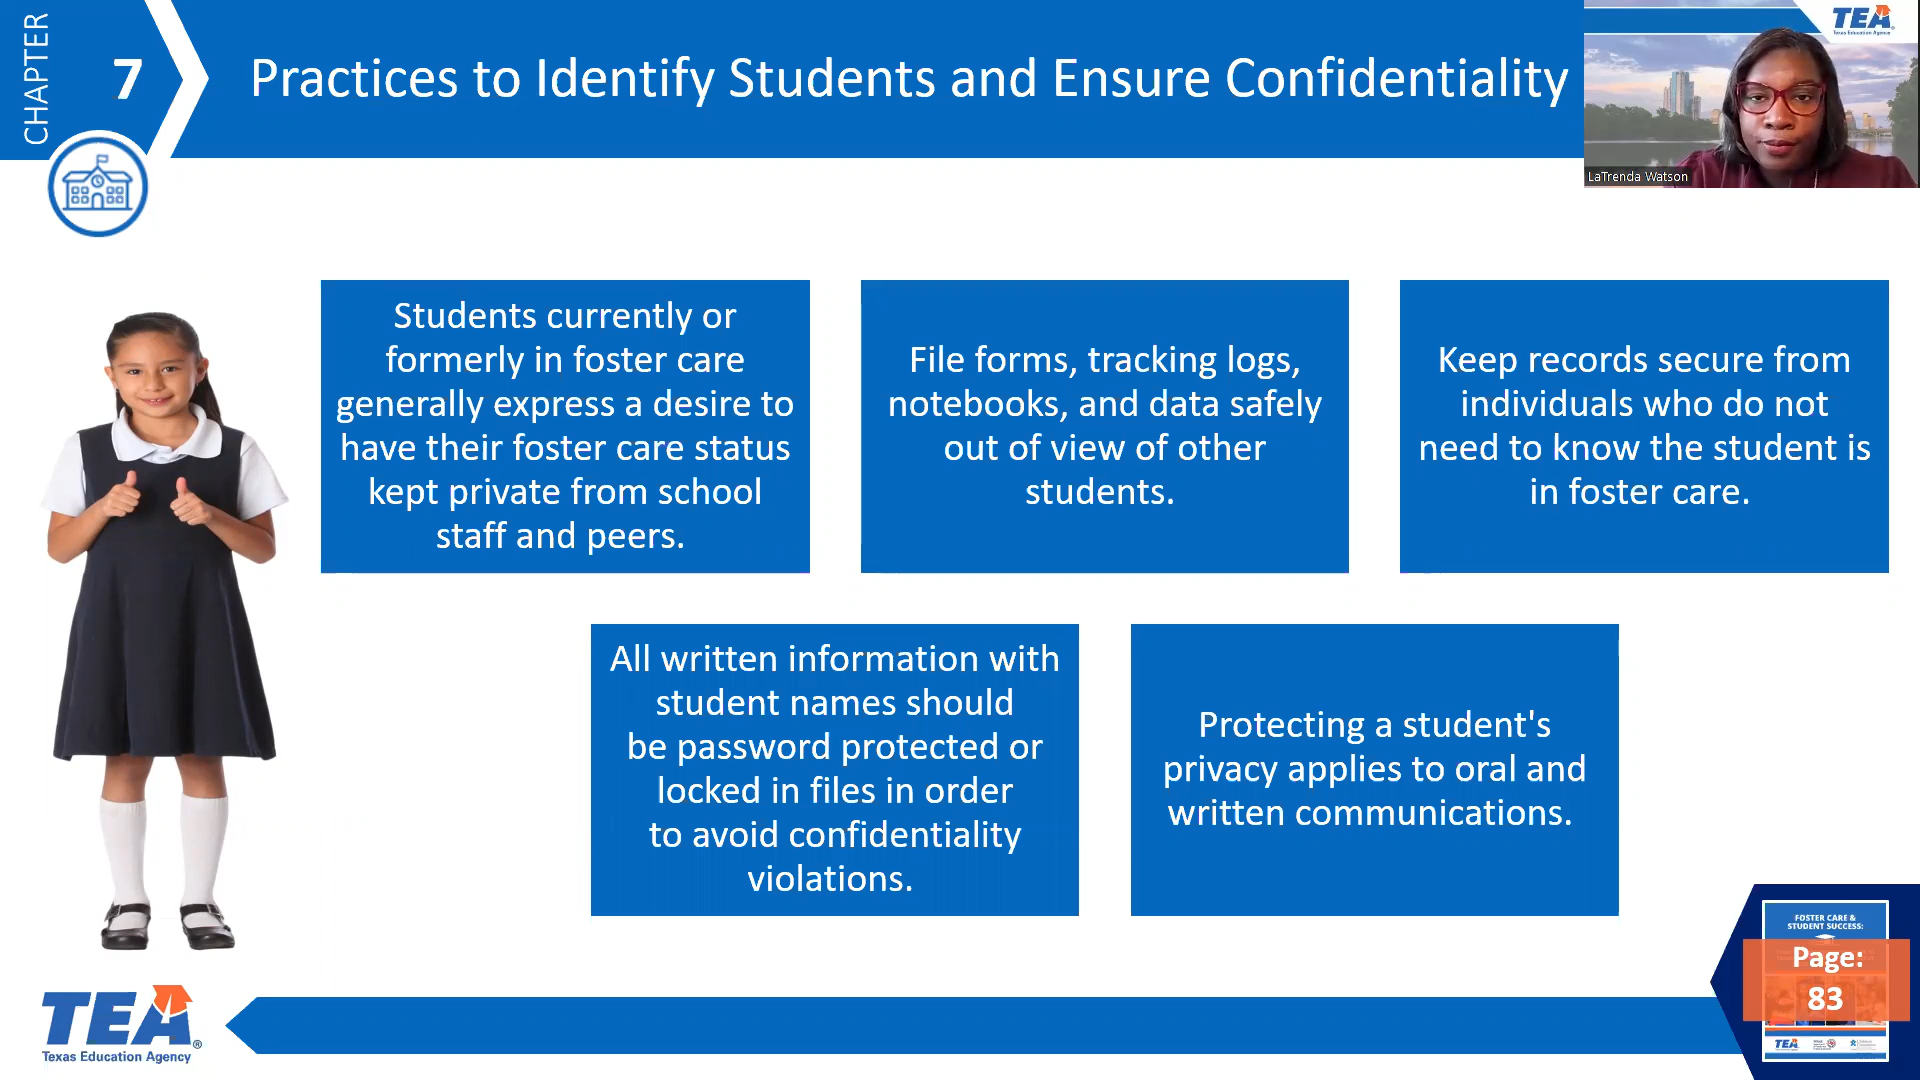 CHAPTER
7
Practices to Identify Students and Ensure Confidentiality
TEA
Texas Education Agency
LaTrenda Watson
Students currently or
formerly in foster care
generally express a desire to
have their foster care status
kept private from school
staff and peers.
File forms, tracking logs,
notebooks, and data safely
out of view of other
students.
Keep records secure from
individuals who do not
need to know the student is
in foster care.
All written information with
student names should
be password protected or
locked in files in order
to avoid confidentiality
violations.
Protecting a student's
privacy applies to oral and
written communications.
FOSTER CARE &
STUDENT SUCCESS:
Page:
83
TEA
TEA®
Texas Education Agency